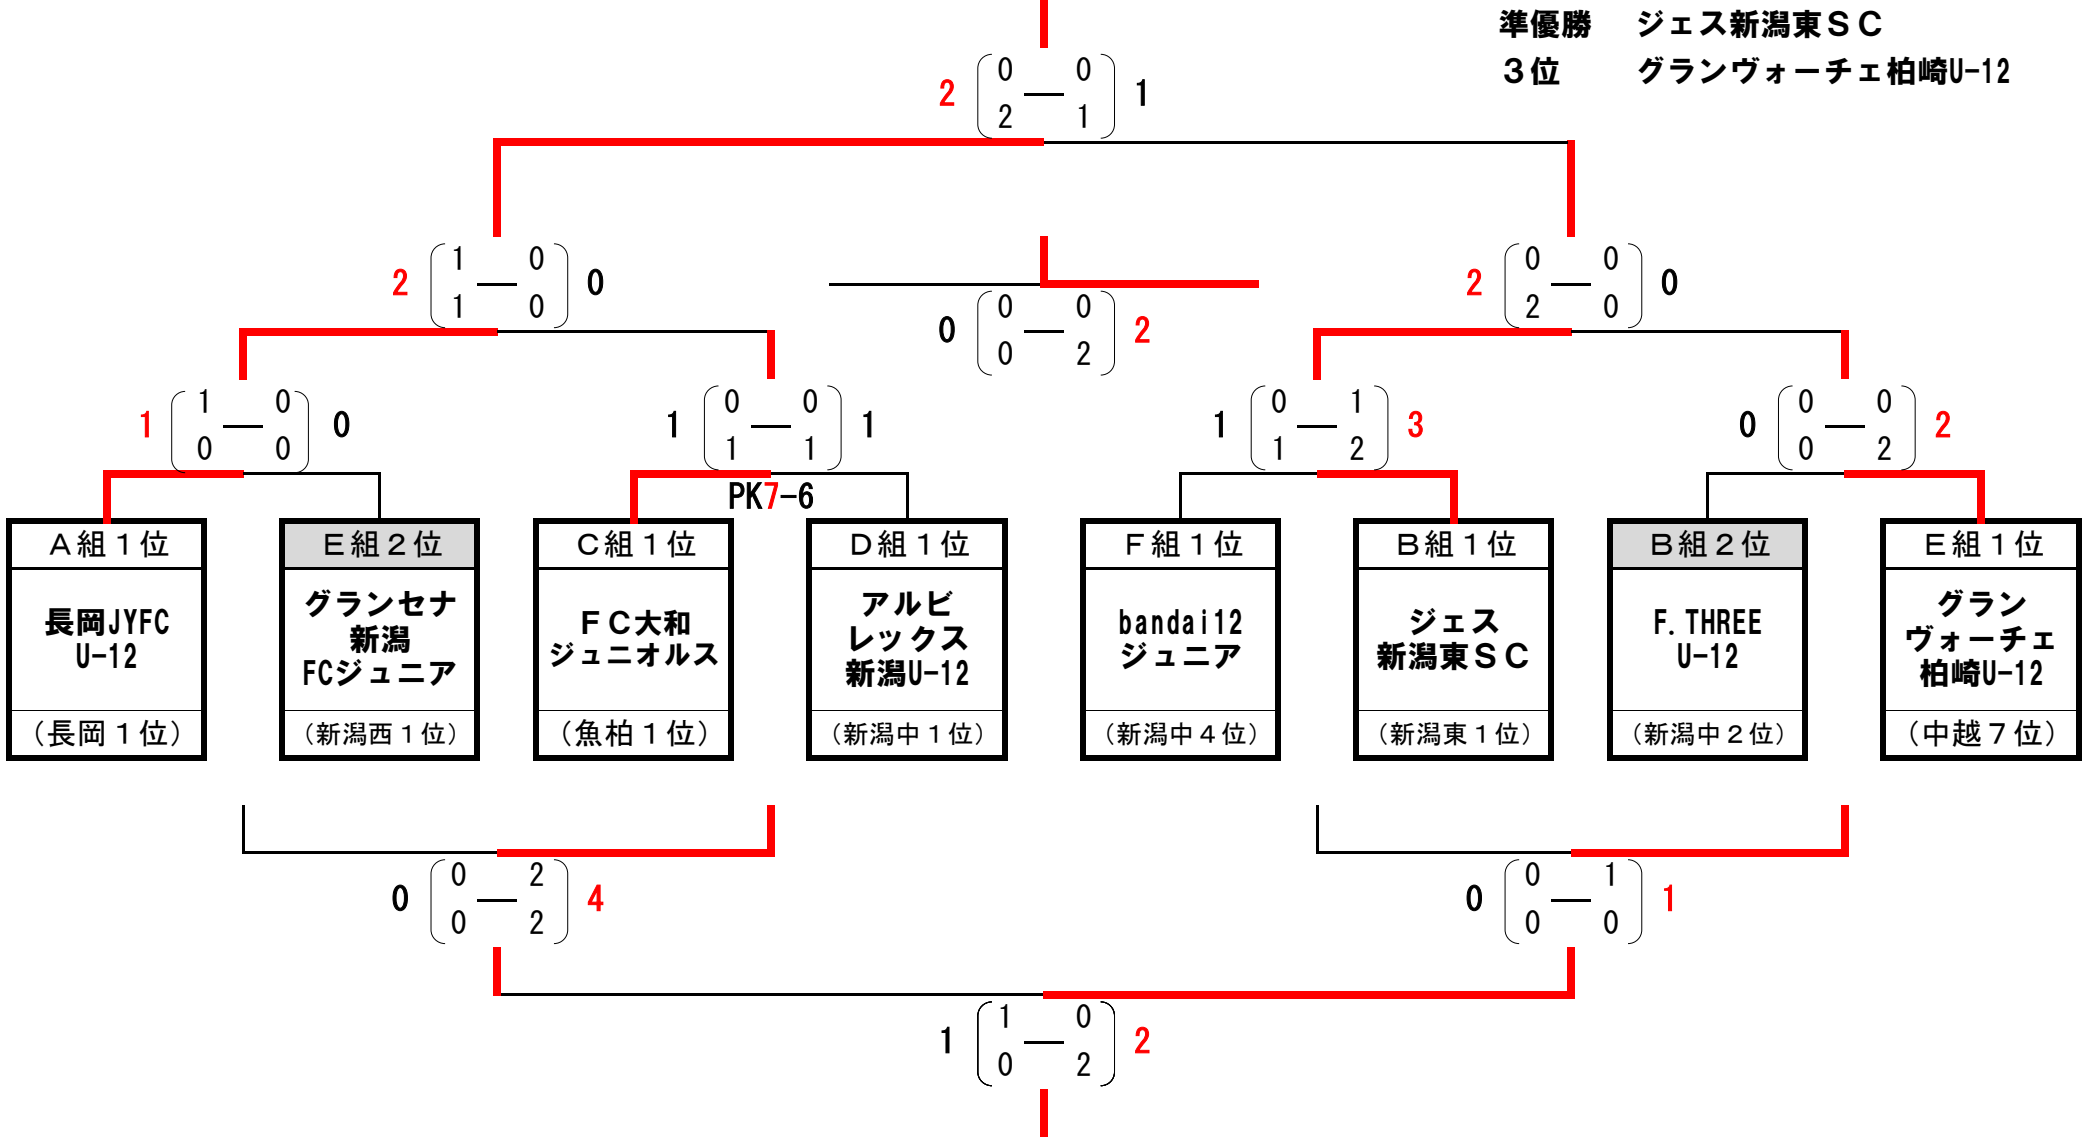 準優勝 ジェス新潟東ＳＣ
３位 グランヴォーチェ柏崎U-12
2 0 0 1
2 1
2 1 0 0
1 0
0 0 0 2
0 2
2 0 0 0
2 0
1 1 0 0
0 0
1 0 0 1
1 1
PK7-6
1 0 1 3
1 2
0 0 0 2
0 2
Ａ組１位
長岡JYFC
U-12
（長岡１位）
Ｅ組２位
グランセナ
新潟
FCジュニア
（新潟西１位）
Ｃ組１位
ＦＣ大和
ジュニオルス
（魚柏１位）
Ｄ組１位
アルビ
レックス
新潟U-12
（新潟中１位）
Ｆ組１位
bandai12
ジュニア
（新潟中４位）
Ｂ組１位
ジェス
新潟東ＳＣ
（新潟東１位）
Ｂ組２位
F.THREE
U-12
（新潟中２位）
Ｅ組１位
グラン
ヴォーチェ
柏崎U-12
（中越７位）
0 0 2 4
0 2
0 0 1 1
0 0
1 1 0 2
0 2